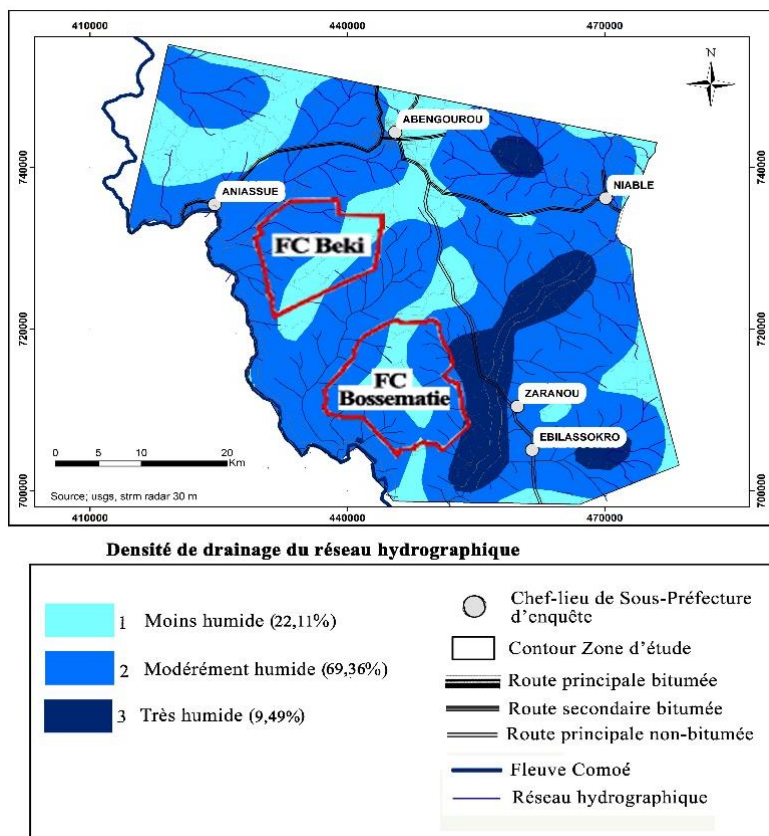 410000 440000 470000
N
ABENGOUROU
740000 740000
NIABLE
ANIASSUE
FC Beki
720000 720000
FC
Bossematie
ZARANOU
EBILASSOKRO
0 5 10 20
Km
700000 700000
Source; usgs, strm radar 30 m
410000 440000 470000
Densité de drainage du réseau hydrographique
1 Moins humide (22,11%)
2 Modérément humide (69,36%)
3 Très humide (9,49%)
Chef-lieu de Sous-Préfecture
d'enquête
Contour Zone d'étude
Route principale bitumée
Route secondaire bitumée
Route principale non-bitumée
Fleuve Comoé
Réseau hydrographique